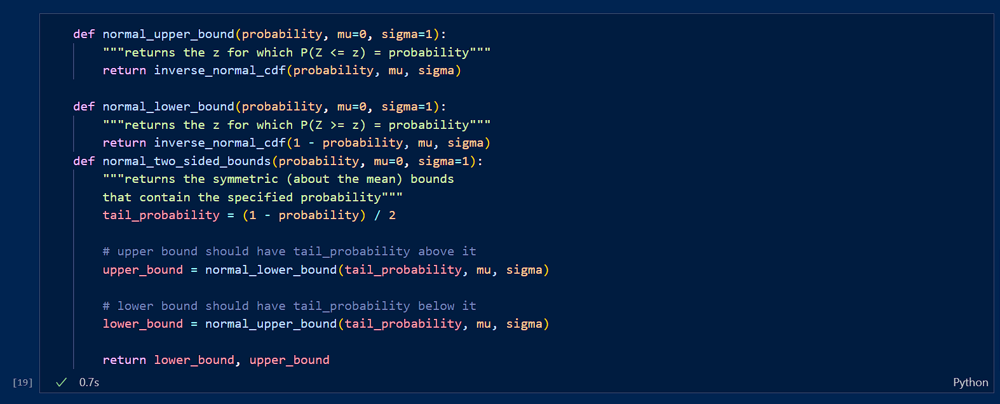 def normal_upper_bound(probability, mu=0, sigma=1):
    """returns the z for which P(Z <= z) = probability"""
    return inverse_normal_cdf(probability, mu, sigma)

def normal_lower_bound(probability, mu=0, sigma=1):
    """returns the z for which P(Z >= z) = probability"""
    return inverse_normal_cdf(1 - probability, mu, sigma)
def normal_two_sided_bounds(probability, mu=0, sigma=1):
    """returns the symmetric (about the mean) bounds
    that contain the specified probability"""
    tail_probability = (1 - probability) / 2

    # upper bound should have tail_probability above it
    upper_bound = normal_lower_bound(tail_probability, mu, sigma)

    # lower bound should have tail_probability below it
    lower_bound = normal_upper_bound(tail_probability, mu, sigma)

    return lower_bound, upper_bound
[19] ✓ 0.7s Python